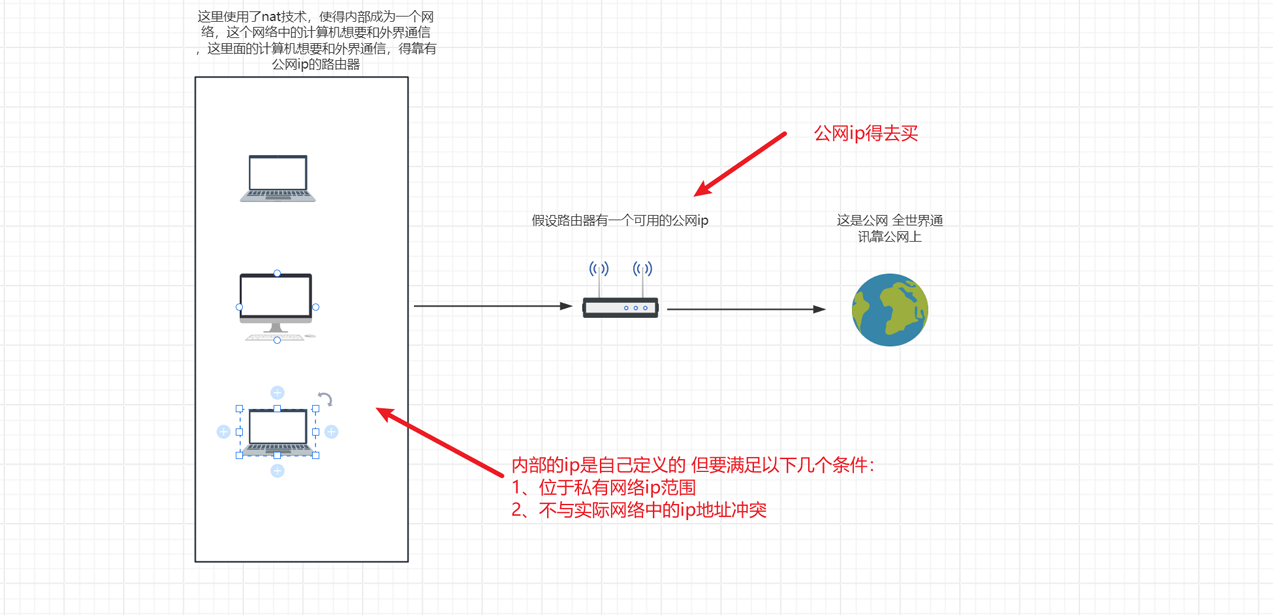 这里使用了nat技术，使得内部成为一个网
络，这个网络中的计算机想要和外界通信
，这里面的计算机想要和外界通信，得靠有
公网ip的路由器
公网ip得去买
假设路由器有一个可用的公网ip
这是公网 全世界通
讯靠公网上
内部的ip是自己定义的 但要满足以下几个条件：
1、位于私有网络ip范围
2、不与实际网络中的ip地址冲突